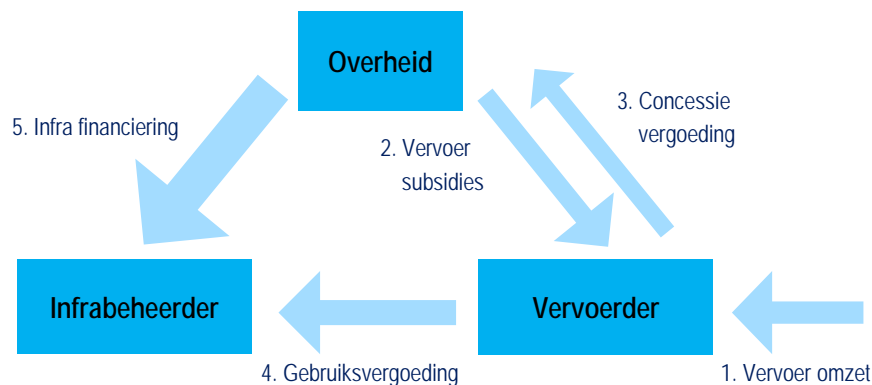 Overheid
5. Infra financiering
2. Vervoer
subsidies
3. Concessie
vergoeding
Infrabeheerder
Vervoerder
4. Gebruiksvergoeding
1. Vervoer omzet